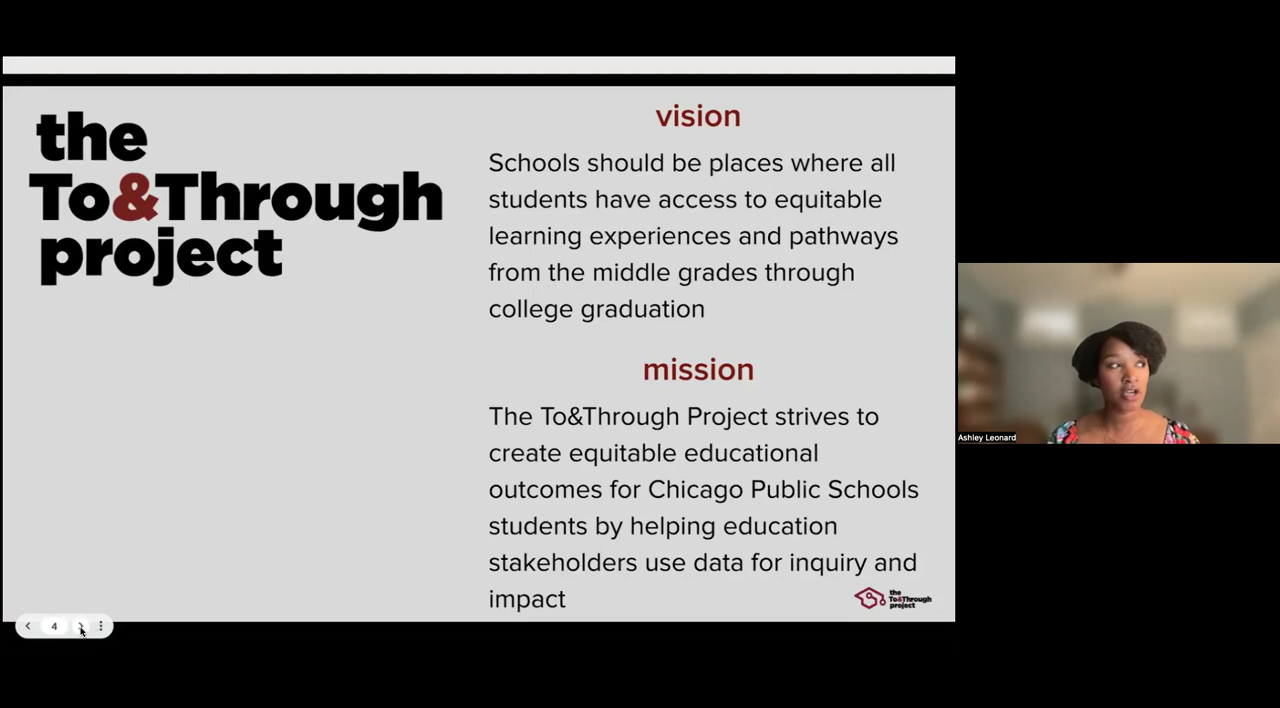 the
To&Through
project
vision
Schools should be places where all
students have access to equitable
learning experiences and pathways
from the middle grades through
college graduation
mission
The To&Through Project strives to
create equitable educational
outcomes for Chicago Public Schools
students by helping education
stakeholders use data for inquiry and
impact
the
To&Through
project
4
Ashley Leonard